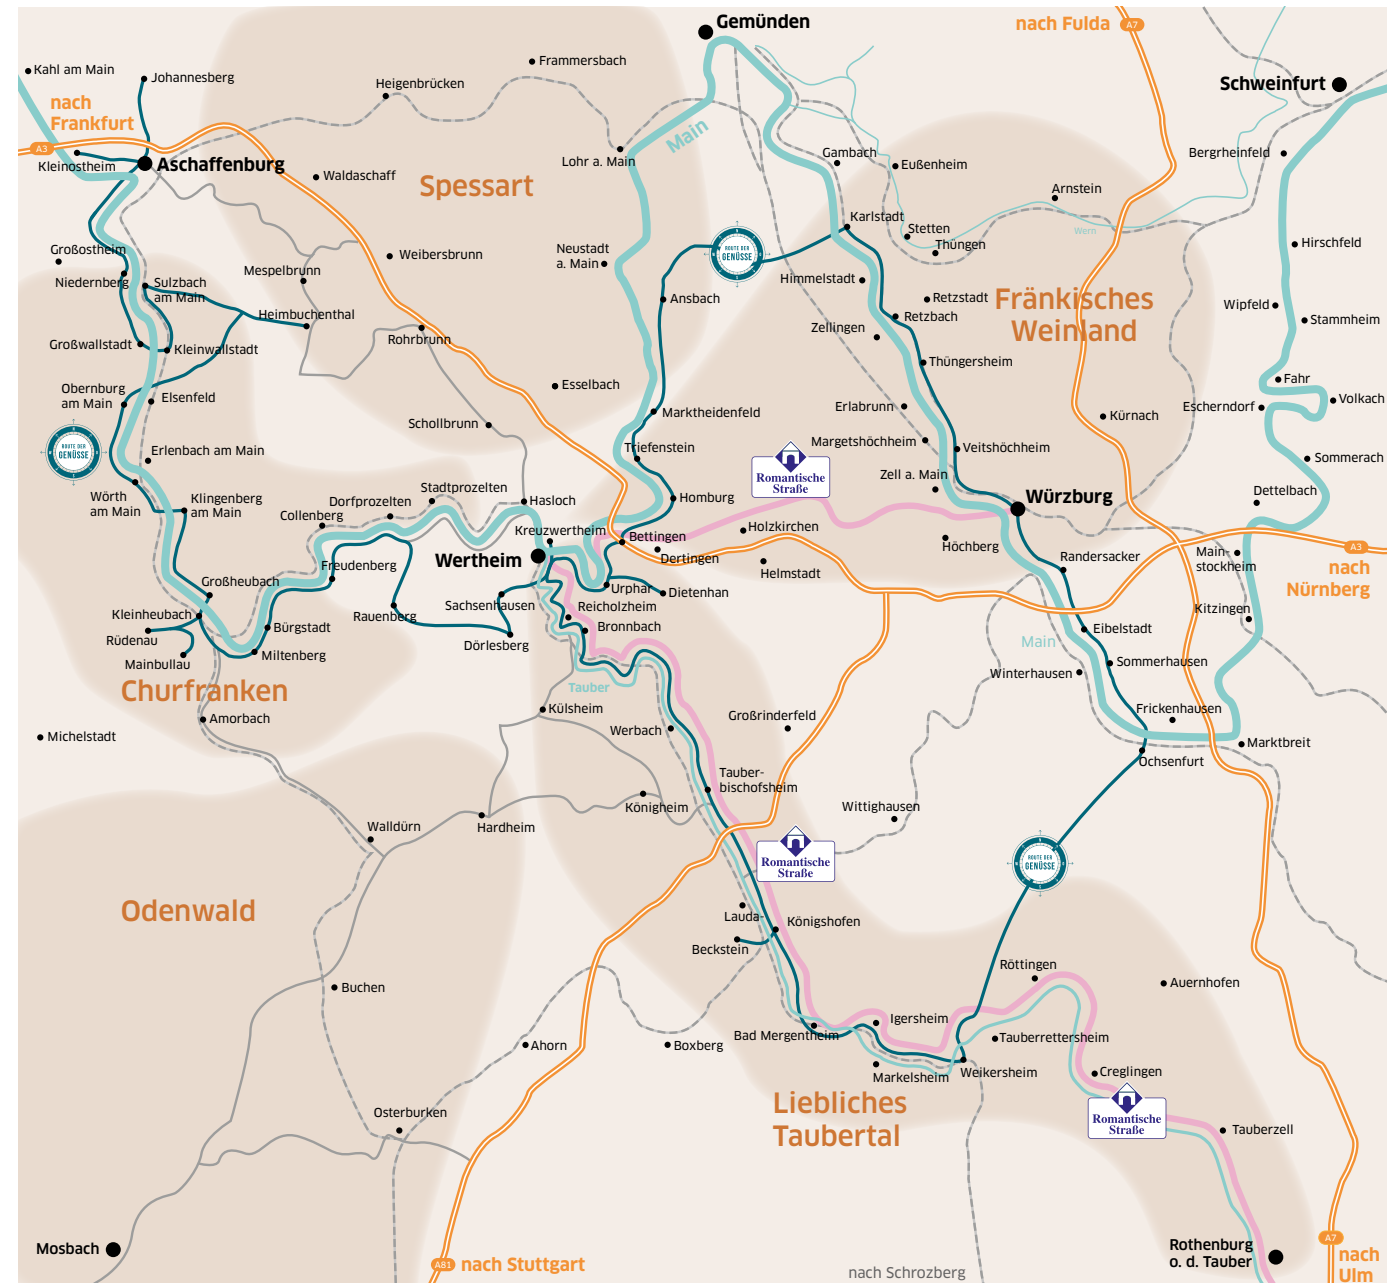 Gemünden
nach Fulda
A7
Kahl am Main
Johannesberg
Frammersbach
Heigenbrücken
Schweinfurt
nach
Frankfurt
A3
Main
Kleinostheim
Aschaffenburg
Lohr a. Main
Gambach
Eußenheim
Bergrheinfeld
Waldaschaff
Spessart
Arnstein
Karlstadt
Stetten
Wern
Thüngen
Hirschfeld
Großostheim
Neustadt
a. Main
ROUTE DER
GENÜSSE
Weibersbrunn
Mespelbrunn
Niedernberg
Sulzbach
am Main
Himmelstadt
Ansbach
Retzstadt
Fränkisches
Weinland
Wipfeld
Stammheim
Heimbuchenthal
Retzbach
Zellingen
Rohrbrunn
Großwallstadt
Kleinwallstadt
Thüngersheim
Fahr
Esselbach
Obernburg
am Main
Elsenfeld
Volkach
Escherndorf
Erlabrunn
Marktheidenfeld
Kürnach
Schollbrunn
Margetshöchheim
Veitshöchheim
ROUTE DER
GENÜSSE
Erlenbach am Main
Triefenstein
Sommerach
Zell a. Main
Romantische
Straße
Wörth
am Main
Klingenberg
am Main
Dorfprozelten
Stadtprozelten
Hasloch
Homburg
Würzburg
Dettelbach
Collenberg
Kreuzwertheim
Holzkirchen
Bettingen
Höchberg
A3
nach
Nürnberg
Wertheim
Dertingen
Helmstadt
Randersacker
Main-
stockheim
Freudenberg
Großheubach
Urphar
Dietenhan
Kleinheubach
Rauenberg
Sachsenhausen
Reicholzheim
Kitzingen
Bronnbach
Eibelstadt
Rüdenau
Bürgstadt
Dörlesberg
Main
Mainbullau
Miltenberg
Sommerhausen
Winterhausen
Churfranken
Tauber
Amorbach
Külsheim
Großrinderfeld
Frickenhausen
Michelstadt
Werbach
Marktbreit
Ochsenfurt
Tauber-
bischofsheim
Königheim
Wittighausen
Walldürn
Hardheim
Romantische
Straße
ROUTE DER
GENÜSSE
Odenwald
Lauda-
Königshofen
Beckstein
Röttingen
Buchen
Auernhofen
Igersheim
Bad Mergentheim
Tauberrettersheim
Ahorn
Boxberg
Markelsheim
Weikersheim
Creglingen
Liebliches
Taubertal
Osterburken
Romantische
Straße
Tauberzell
Mosbach
A81
nach Stuttgart
nach Schrozberg
Rothenburg
o. d. Tauber
A7
nach
Ulm